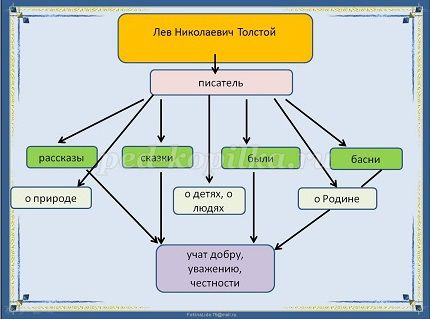 Лев Николаевич Толстой
писатель
рассказы
сказки
были
басни
о природе
о детях, о
людях
о Родине
учат добру,
уважению,
честности